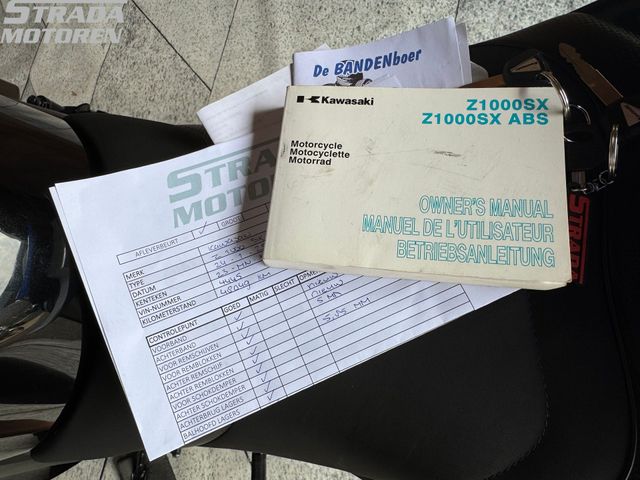 STRADA
MOTOREN
De BANDENboer
Kawasaki
Z1000SX
Z1000SX ABS
Motorcycle
Motocyclette
Motorrad
OWNER'S MANUAL
MANUEL DE L'UTILISATEUR
BETRIEBSANLEITUNG
STRADA
STRADA
MOTOREN
AFLEVERBEURT
MERK
TYPE
DATUM
KENTEKEN
VIN-NUMMER
KILOMETERSTAND
CONTROLEPUNT GOED MATIG SLECHT
VOORBAND
ACHTERBAND
VOOR REMSCHIJVEN
VOOR REMBLOKKEN
ACHTER REMSCHIJF
ACHTER REMBLOKKEN
VOOR SCHOKDEMPER
ACHTER SCHOKDEMPER
ACHTERBRUG LAGERS
BALHOOFD LAGERS